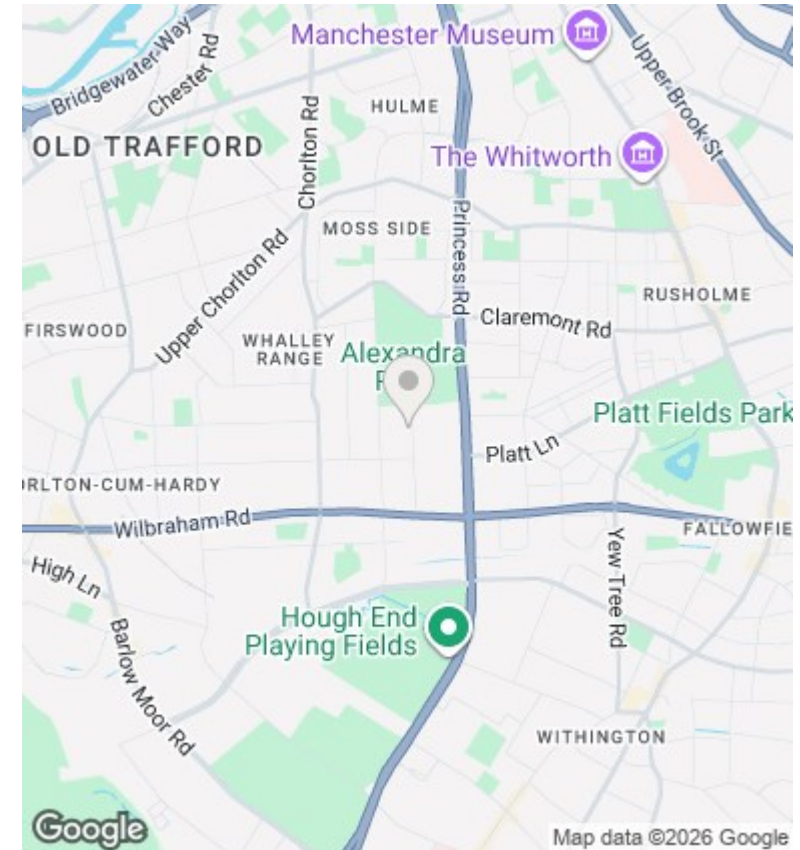 Manchester Museum
Bridgewater Way
Chester Rd
HULME
Upper Brook St
OLD TRAFFORD
Chorlton Rd
The Whitworth
Princess Rd
MOSS SIDE
Upper Chorlton Rd
RUSHOLME
FIRSWOOD
Claremont Rd
WHALLEY
RANGE
Alexandra
P
Platt Fields Park
Platt Ln
ORLTON-CUM-HARDY
Wilbraham Rd
FALLOWFIE
High Ln
Yew Tree Rd
Hough End
Playing Fields
Barlow Moor Rd
WITHINGTON
Google
Map data ©2026 Google